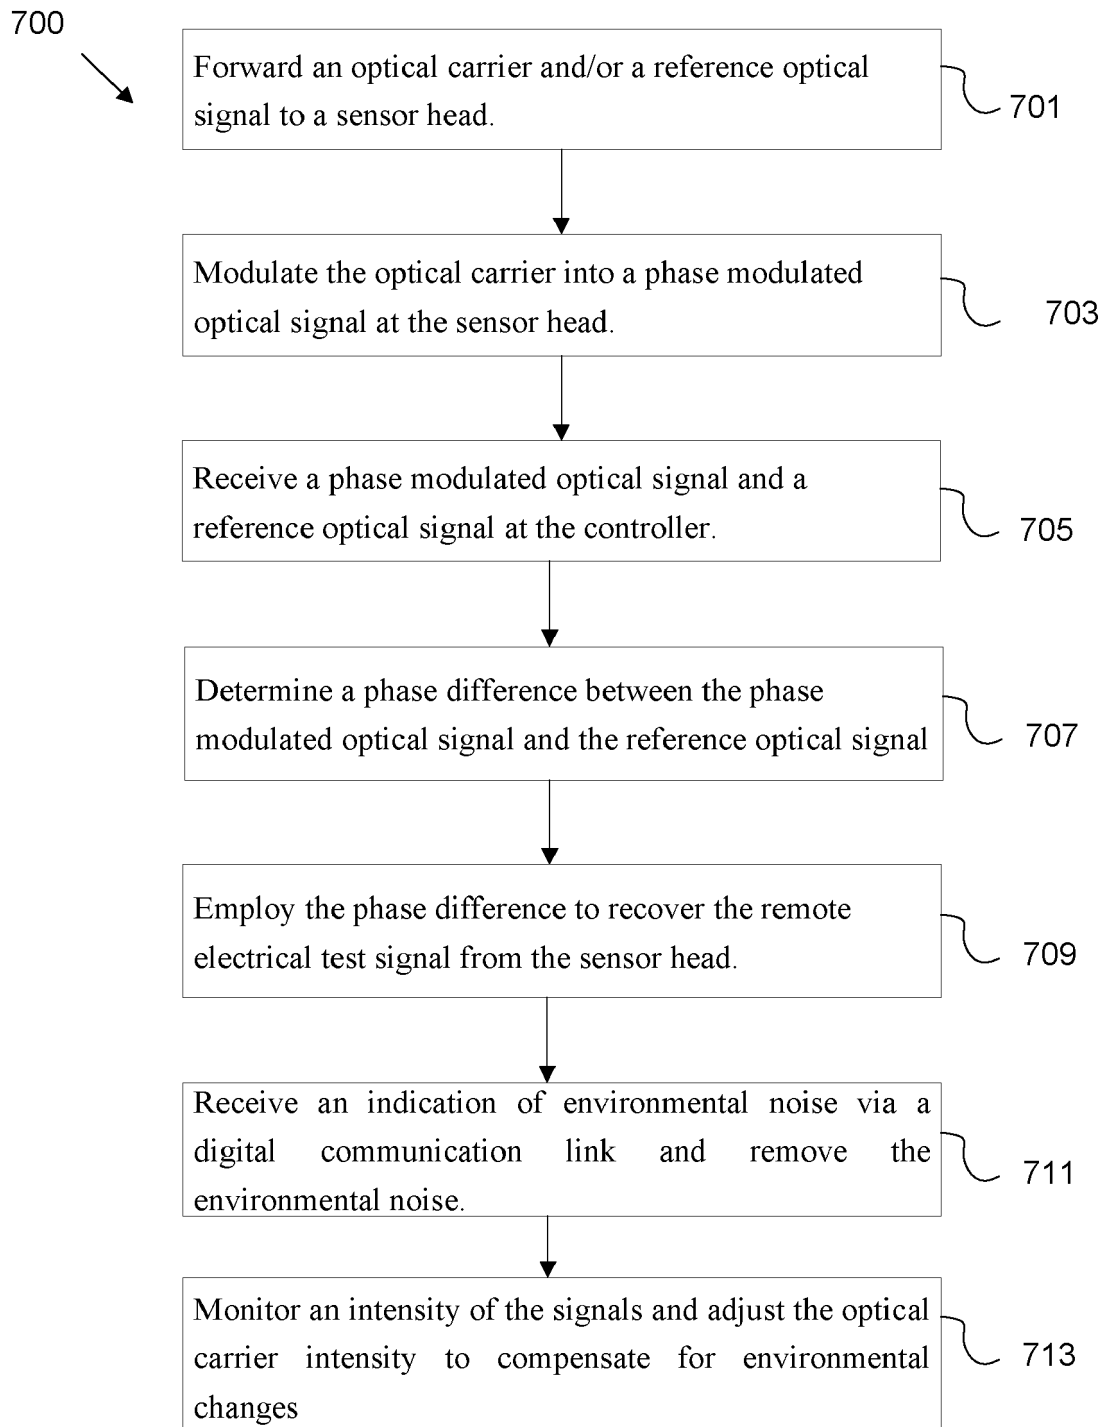 700
Forward an optical carrier and/or a reference optical
signal to a sensor head.
701
Modulate the optical carrier into a phase modulated
optical signal at the sensor head.
703
Receive a phase modulated optical signal and a
reference optical signal at the controller.
705
Determine a phase difference between the phase
modulated optical signal and the reference optical signal
707
Employ the phase difference to recover the remote
electrical test signal from the sensor head.
709
Receive an indication of environmental noise via a
digital communication link and remove the
environmental noise.
711
Monitor an intensity of the signals and adjust the optical
carrier intensity to compensate for environmental
changes
713